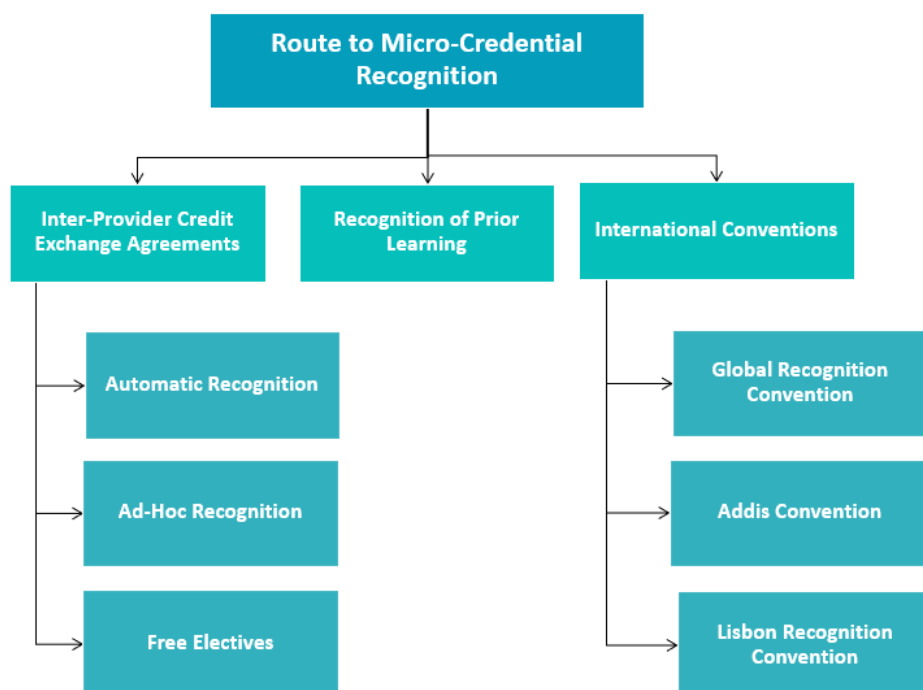 Route to Micro-Credential
Recognition
Inter-Provider Credit
Exchange Agreements
Recognition of Prior
Learning
International Conventions
Automatic Recognition
Ad-Hoc Recognition
Free Electives
Global Recognition
Convention
Addis Convention
Lisbon Recognition
Convention